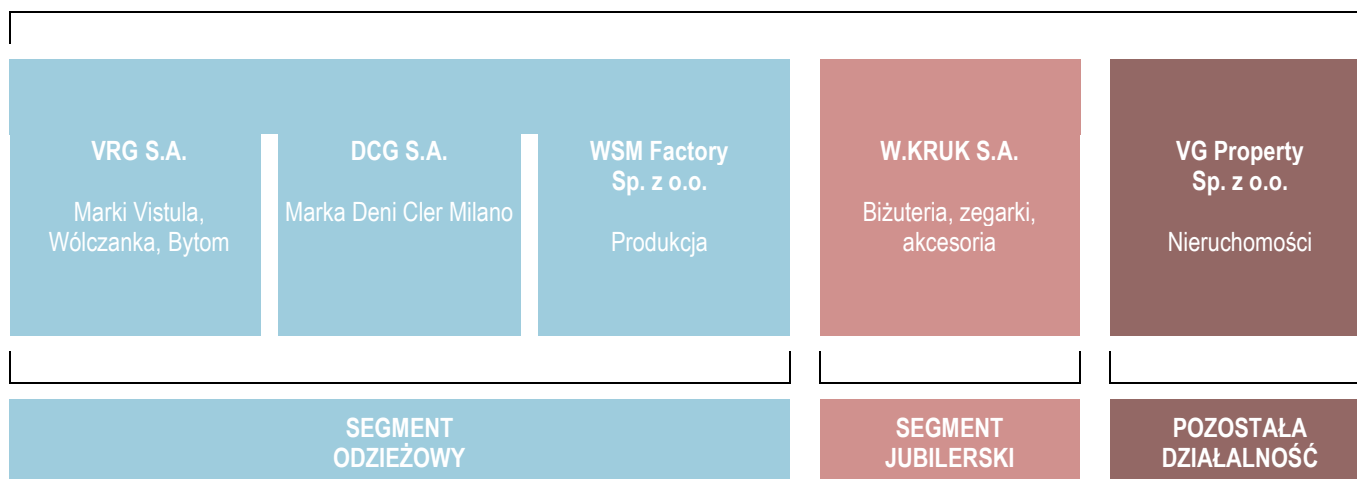 VRG S.A.
Marki Vistula,
Wólczanka, Bytom
DCG S.A.
Marka Deni Cler Milano
WSM Factory
Sp. z o.o.
Produkcja
W.KRUK S.A.
Biżuteria, zegarki,
akcesoria
VG Property
Sp. z o.o.
Nieruchomości
SEGMENT
ODZIEŻOWY
SEGMENT
JUBILERSKI
POZOSTAŁA
DZIAŁALNOŚĆ